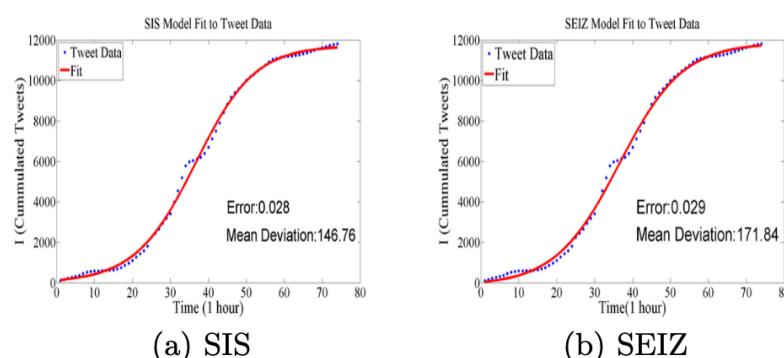 SIS Model Fit to Tweet Data
12000
10000
8000
6000
4000
2000
0
I (Cummulated Tweets)
Tweet Data
Fit
Error:0.028
Mean Deviation:146.76
0 10 20 30 40 50 60 70 80
Time (1 hour)
(a) SIS
SEIZ Model Fit to Tweet Data
12000
10000
8000
6000
4000
2000
0
I (Cummulated Tweets)
Tweet Data
Fit
Error:0.029
Mean Deviation:171.84
0 10 20 30 40 50 60 70 80
Time(1 hour)
(b) SEIZ